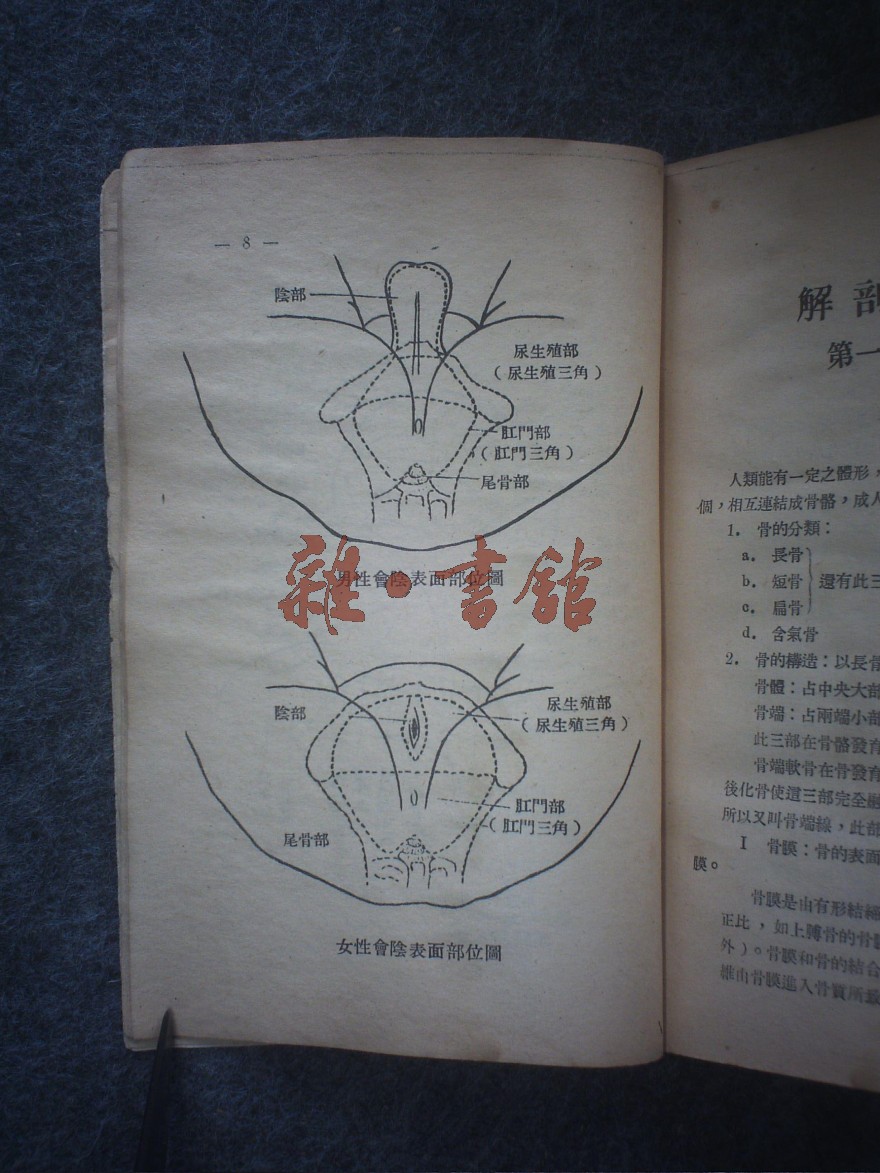 — 8 —
陰部
尿生殖部
（尿生殖三角）
肛門部
（肛門三角）
尾骨部
男性會陰表面部位圖
雜·書館
陰部
尿生殖部
（尿生殖三角）
肛門部
（肛門三角）
尾骨部
女性會陰表面部位圖
解剖
第一
人類能有一定之體形，
個，相互連結成骨骼，成人
1. 骨的分類：
a. 長骨
b. 短骨 還有此三
c. 扁骨
d. 含氣骨
2. 骨的構造：以長骨
骨體：占中央大部
骨端：占兩端小部
此三部在骨骼發育
骨端軟骨在骨發育
後化骨使這三部完全融
所以又叫骨端線，此部
I 骨膜：骨的表面
膜。
骨膜是由有形結締
正比，如上膊骨的骨膜
外）。骨膜和骨的結合
維由骨膜進入骨質所致